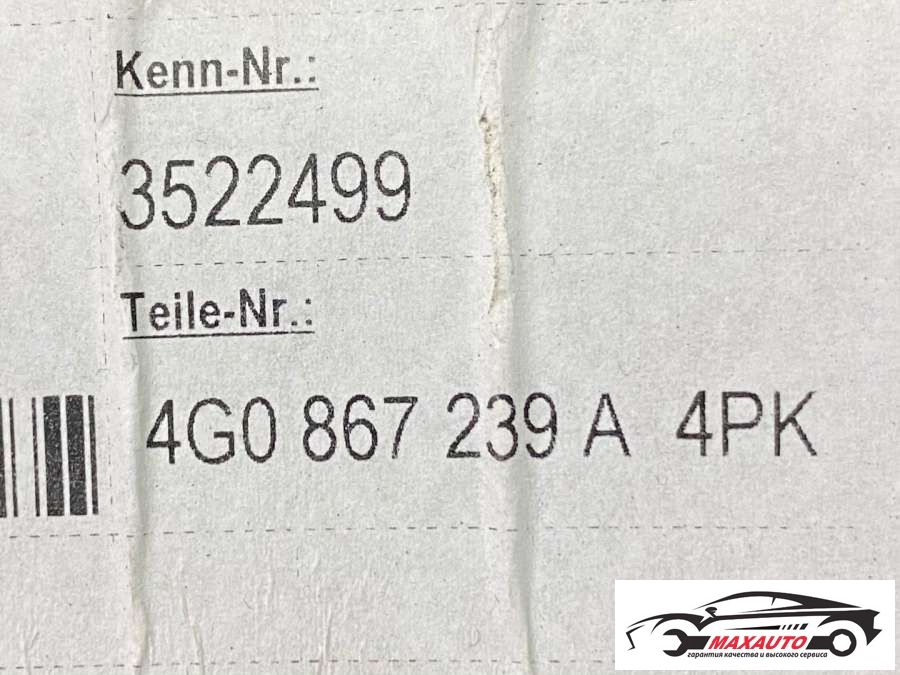 Kenn-Nr.:
3522499
Teile-Nr.:
4G0 867 239 A 4PK
MAXAUTO
гарантия качества и высокого сервиса